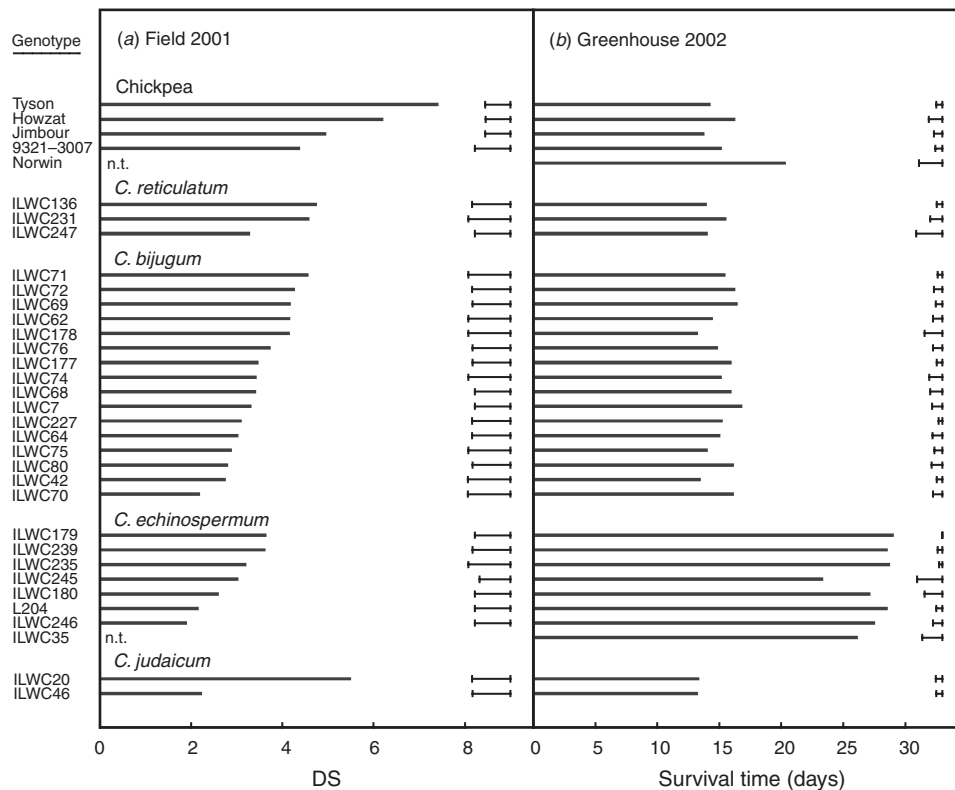 Genotype
(a) Field 2001
(b) Greenhouse 2002
Chickpea
Tyson
Howzat
Jimbour
9321–3007
Norwin n.t.
C. reticulatum
ILWC136
ILWC231
ILWC247
C. bijugum
ILWC71
ILWC72
ILWC69
ILWC62
ILWC178
ILWC76
ILWC177
ILWC74
ILWC68
ILWC7
ILWC227
ILWC64
ILWC75
ILWC80
ILWC42
ILWC70
C. echinospermum
ILWC179
ILWC239
ILWC235
ILWC245
ILWC180
L204
ILWC246
ILWC35 n.t.
C. judaicum
ILWC20
ILWC46
0 2 4 6 8
0 5 10 15 20 25 30
DS
Survival time (days)